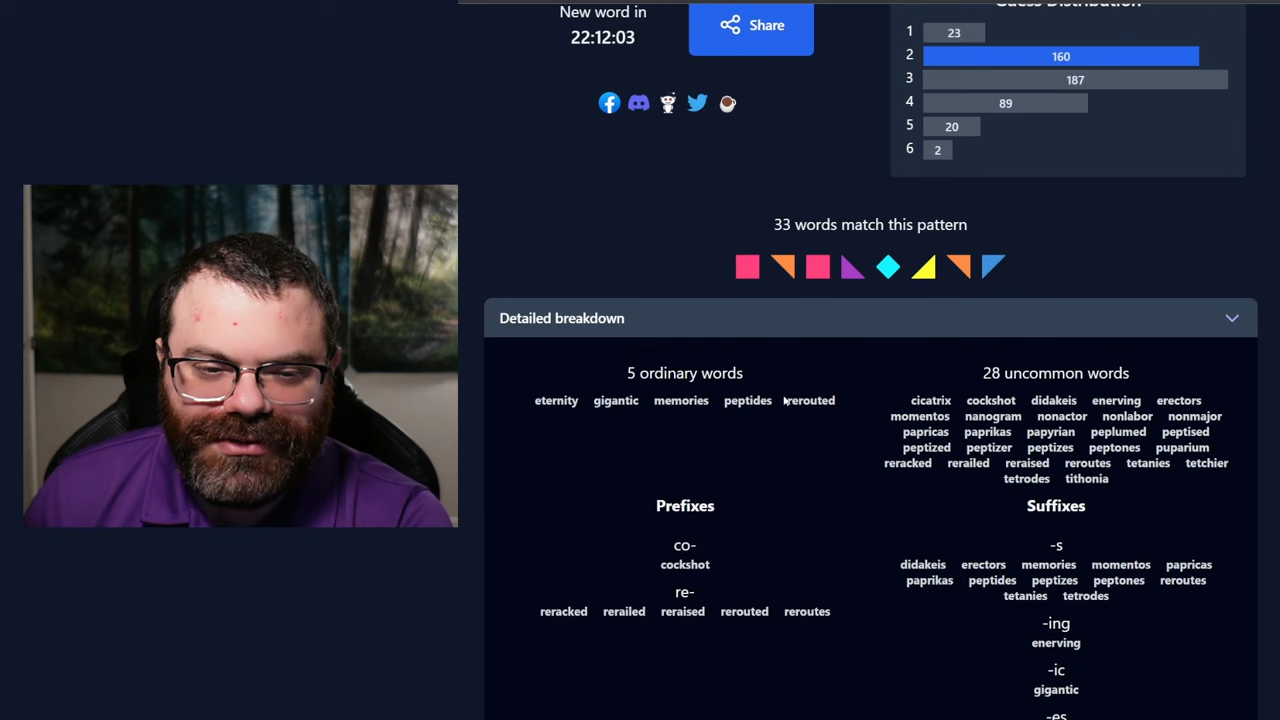 New word in
22:12:03
Share
Guess Distribution
1 23
2 160
3 187
4 89
5 20
6 2
33 words match this pattern
Detailed breakdown
5 ordinary words
eternity gigantic memories peptides rerouted
28 uncommon words
cicatrix cockshot didakeis enerving erectors
momentos nanogram nonactor nonlabor nonmajor
papricas paprikas papyrian peplumed peptised
peptized peptizer peptizes peptones puparium
reracked rerailed reraised reroutes tetanies tetchier
tetrodes tithonia
Prefixes
co-
cockshot
re-
reracked rerailed reraised rerouted reroutes
Suffixes
-s
didakeis erectors memories momentos papricas
paprikas peptides peptizes peptones reroutes
tetanies tetrodes
-ing
enerving
-ic
gigantic
-es